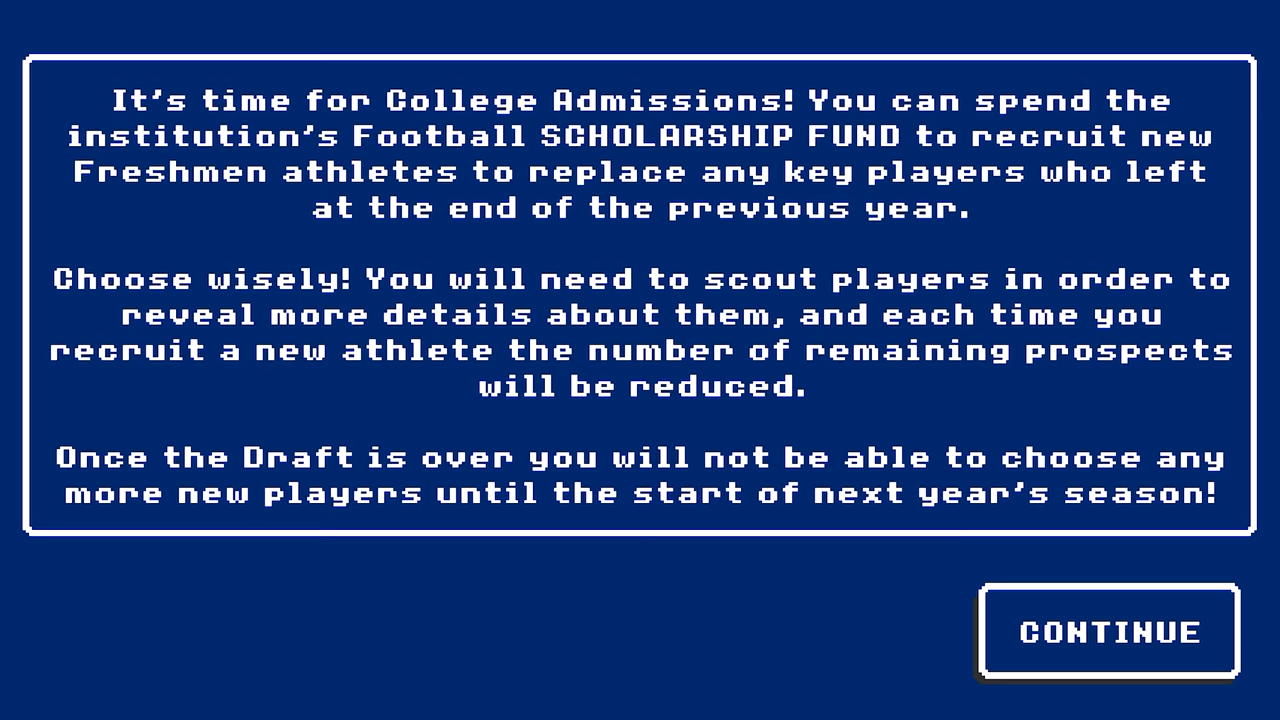 It's time for College Admissions! You can spend the
institution's Football SCHOLARSHIP FUND to recruit new
Freshmen athletes to replace any key players who left
at the end of the previous year.
Choose wisely! You will need to scout players in order to
reveal more details about them, and each time you
recruit a new athlete the number of remaining prospects
will be reduced.
Once the Draft is over you will not be able to choose any
more new players until the start of next year's season!
CONTINUE